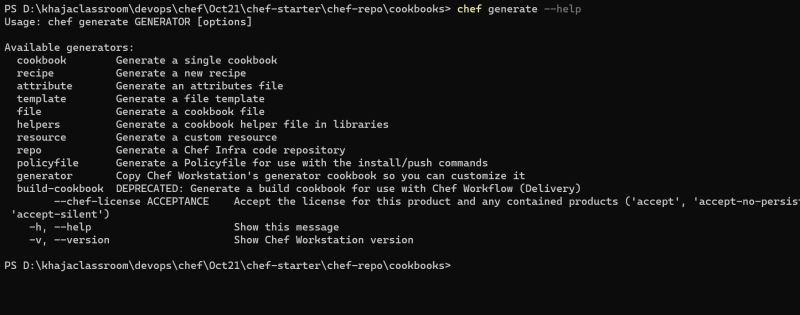 PS D:\khajaclassroom\devops\chef\Oct21\chef-starter\chef-repo\cookbooks> chef generate --help
Usage: chef generate GENERATOR [options]
Available generators:
cookbook        Generate a single cookbook
recipe          Generate a new recipe
attribute       Generate an attributes file
template        Generate a file template
file            Generate a cookbook file
helpers         Generate a cookbook helper file in libraries
resource        Generate a custom resource
repo            Generate a Chef Infra code repository
policyfile      Generate a Policyfile for use with the install/push commands
generator       Copy Chef Workstation's generator cookbook so you can customize it
build-cookbook  DEPRECATED: Generate a build cookbook for use with Chef Workflow (Delivery)
--chef-license ACCEPTANCE    Accept the license for this product and any contained products ('accept', 'accept-no-persis
'accept-silent')
-h, --help                   Show this message
-v, --version                Show Chef Workstation version
PS D:\khajaclassroom\devops\chef\Oct21\chef-starter\chef-repo\cookbooks>